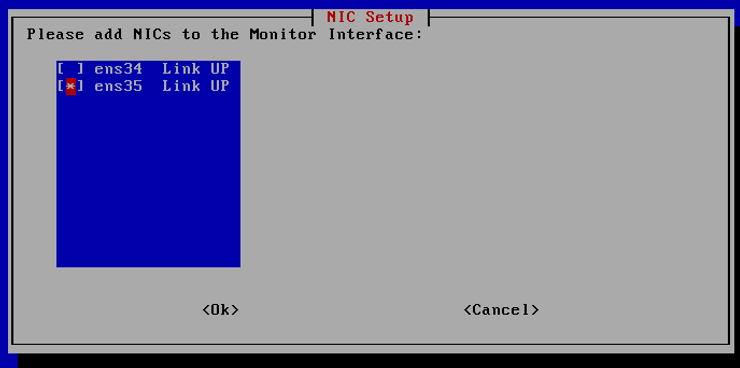 NIC Setup
Please add NICs to the Monitor Interface:
[ ] ens34  Link UP
[*] ens35  Link UP
<Ok>
<Cancel>